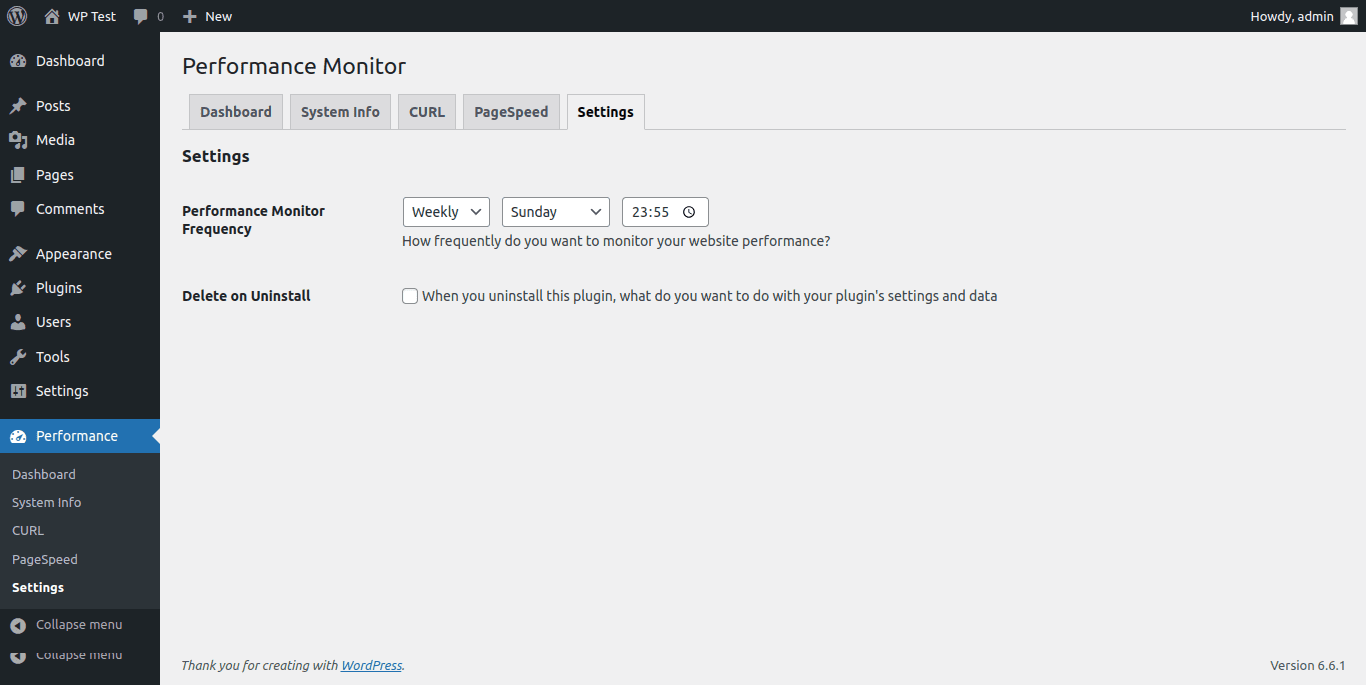 WP Test 0 New Howdy, admin
Dashboard
Posts
Media
Pages
Comments
Appearance
Plugins
Users
Tools
Settings
Performance
Dashboard
System Info
CURL
PageSpeed
Settings
Collapse menu
Collapse menu
Performance Monitor
Dashboard System Info CURL PageSpeed Settings
Settings
Performance Monitor
Frequency
Weekly Sunday 23:55
How frequently do you want to monitor your website performance?
Delete on Uninstall When you uninstall this plugin, what do you want to do with your plugin's settings and data
Thank you for creating with WordPress. Version 6.6.1